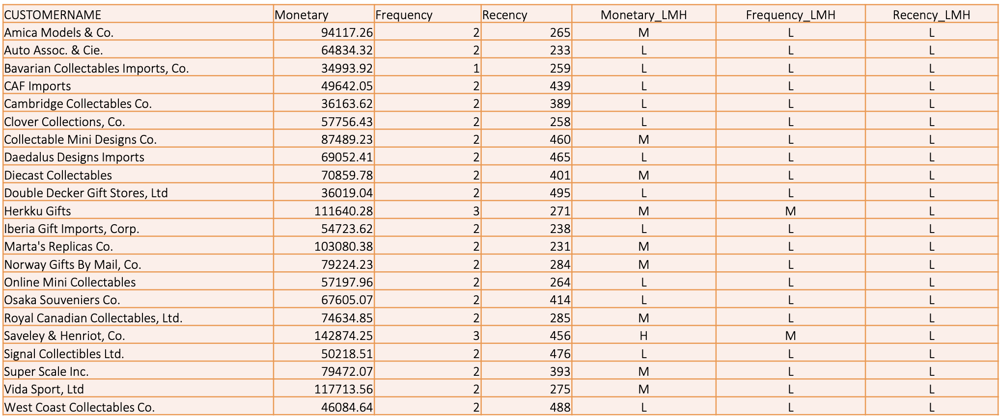 CUSTOMERNAME Monetary Frequency Recency Monetary_LMH Frequency_LMH Recency_LMH
Amica Models & Co. 94117.26 2 265 M L L
Auto Assoc. & Cie. 64834.32 2 233 L L L
Bavarian Collectables Imports, Co. 34993.92 1 259 L L L
CAF Imports 49642.05 2 439 L L L
Cambridge Collectables Co. 36163.62 2 389 L L L
Clover Collections, Co. 57756.43 2 258 L L L
Collectable Mini Designs Co. 87489.23 2 460 M L L
Daedalus Designs Imports 69052.41 2 465 L L L
Diecast Collectables 70859.78 2 401 M L L
Double Decker Gift Stores, Ltd 36019.04 2 495 L L L
Herkku Gifts 111640.28 3 271 M M L
Iberia Gift Imports, Corp. 54723.62 2 238 L L L
Marta's Replicas Co. 103080.38 2 231 M L L
Norway Gifts By Mail, Co. 79224.23 2 284 M L L
Online Mini Collectables 57197.96 2 264 L L L
Osaka Souveniers Co. 67605.07 2 414 L L L
Royal Canadian Collectables, Ltd. 74634.85 2 285 M L L
Saveley & Henriot, Co. 142874.25 3 456 H M L
Signal Collectibles Ltd. 50218.51 2 476 L L L
Super Scale Inc. 79472.07 2 393 M L L
Vida Sport, Ltd 117713.56 2 275 M L L
West Coast Collectables Co. 46084.64 2 488 L L L